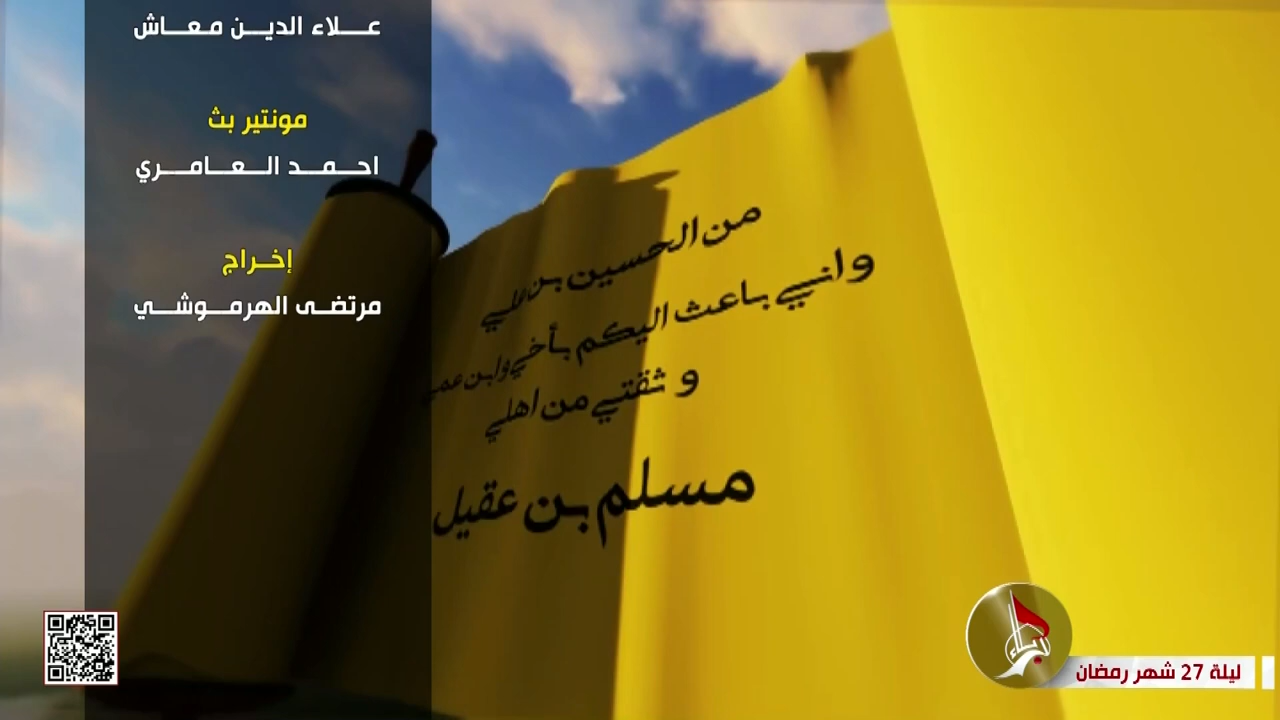 علاء الدين معاش
مونتير بث
احمد العامري
إخراج
مرتضى الهرموشي
من الحسين بن علي
واني باعث اليكم بأخي وابن عمي
و ثقتي من اهلي
مسلم بن عقيل
كربلاء
ليلة 27 شهر رمضان